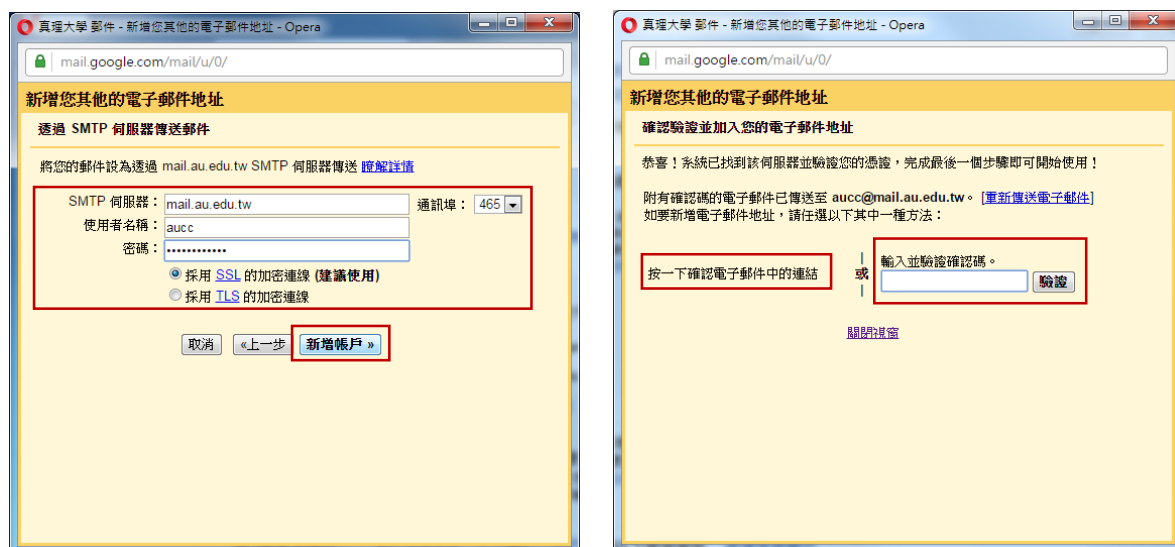 真理大學 郵件 - 新增您其他的電子郵件地址 - Opera
mail.google.com/mail/u/0/
新增您其他的電子郵件地址
透過 SMTP 伺服器傳送郵件
將您的郵件設為透過 mail.au.edu.tw SMTP 伺服器傳送 瞭解詳情
SMTP 伺服器： mail.au.edu.tw 通訊埠： 465
使用者名稱： aucc
密碼： ••••••••••••
採用 SSL 的加密連線 (建議使用)
採用 TLS 的加密連線
取消 «上一步 新增帳戶 »
真理大學 郵件 - 新增您其他的電子郵件地址 - Opera
mail.google.com/mail/u/0/
新增您其他的電子郵件地址
確認驗證並加入您的電子郵件地址
恭喜！系統已找到該伺服器並驗證您的憑證，完成最後一個步驟即可開始使用！
附有確認碼的電子郵件已傳送至 aucc@mail.au.edu.tw。 [重新傳送電子郵件]
如要新增電子郵件地址，請任選以下其中一種方法：
按一下確認電子郵件中的連結
或
輸入並驗證確認碼。
驗證
關閉視窗